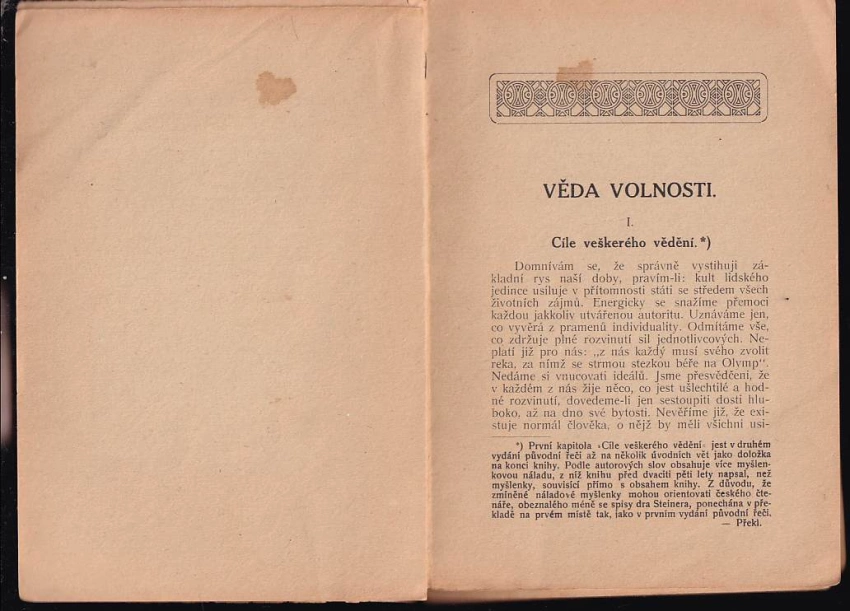 VĚDA VOLNOSTI.
I.
Cíle veškerého vědění.*)
Domnívám se, že správně vystihuji zá-
kladní rys naší doby, pravím-li: kult lidského
jedince usiluje v přítomnosti státi se středem všech
životních zájmů. Energicky se snažíme přemoci
každou jakkoliv utvářenou autoritu. Uznáváme jen,
co vyvěrá z pramenů individuality. Odmítáme vše,
co zdržuje plné rozvinutí sil jednotlivcových. Ne-
platí již pro nás: „z nás každý musí svého zvolit
reka, za nímž se strmou stezkou béře na Olymp“.
Nedáme si vnucovati ideálů. Jsme přesvědčeni, že
v každém z nás žije něco, co jest ušlechtilé a hod-
né rozvinutí, dovedeme-li jen sestoupiti dosti hlu-
boko, až na dno své bytosti. Nevěříme již, že exi-
stuje normál člověka, o nějž by měli všichni usi-
*) První kapitola »Cíle veškerého vědění« jest v druhém
vydání původní řeči až na několik úvodních vět jako doložka
na konci knihy. Podle autorových slov obsahuje více myšlen-
kovou náladu, z níž knihu před dvaciti pěti lety napsal, než
myšlenky, souvisící přímo s obsahem knihy. Z důvodu, že
zmíněné náladové myšlenky mohou orientovati českého čte-
náře, obeznalého méně se spisy dra Steinera, ponechána v pře-
kladě na prvém místě tak, jako v prvním vydání původní řeči.
— Překl.